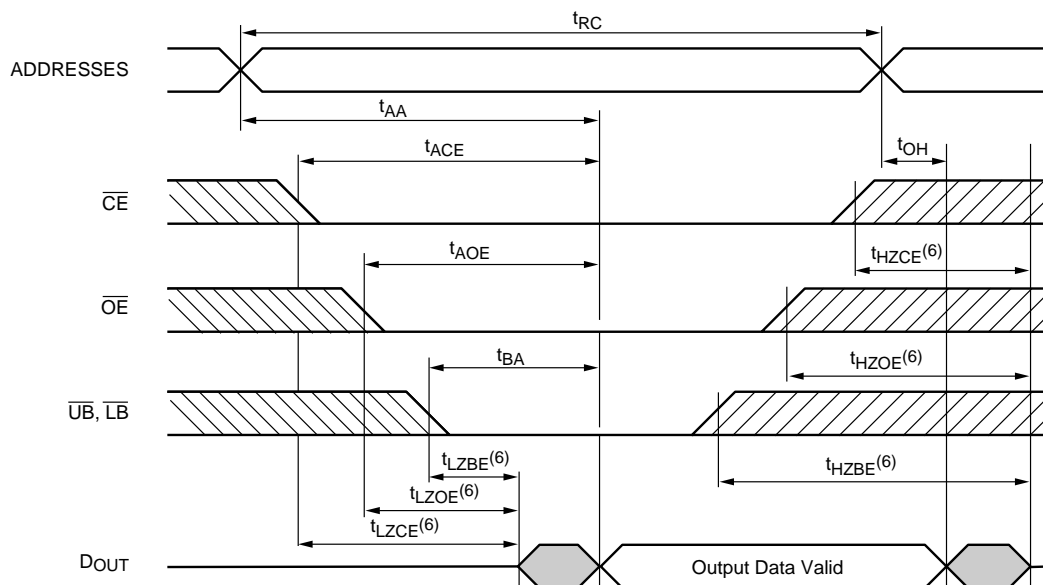 tRC
ADDRESSES
tAA
tACE
tOH
CE
tAOE
tHZCE(6)
OE
tBA
tHZOE(6)
UB, LB
tLZBE(6)
tHZBE(6)
tLZOE(6)
tLZCE(6)
DOUT
Output Data Valid